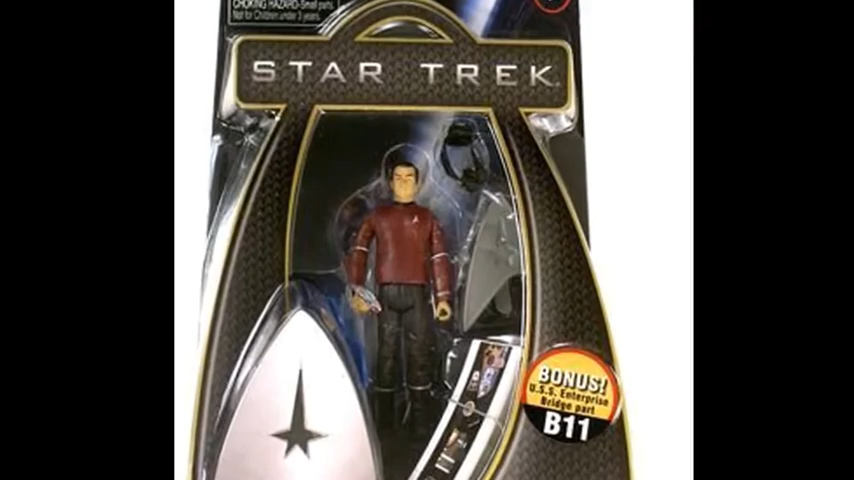 CHOKING HAZARD-Small parts.
Not for Children under 3 years.
STAR TREK
BONUS!
U.S.S. Enterprise
Bridge part
B11